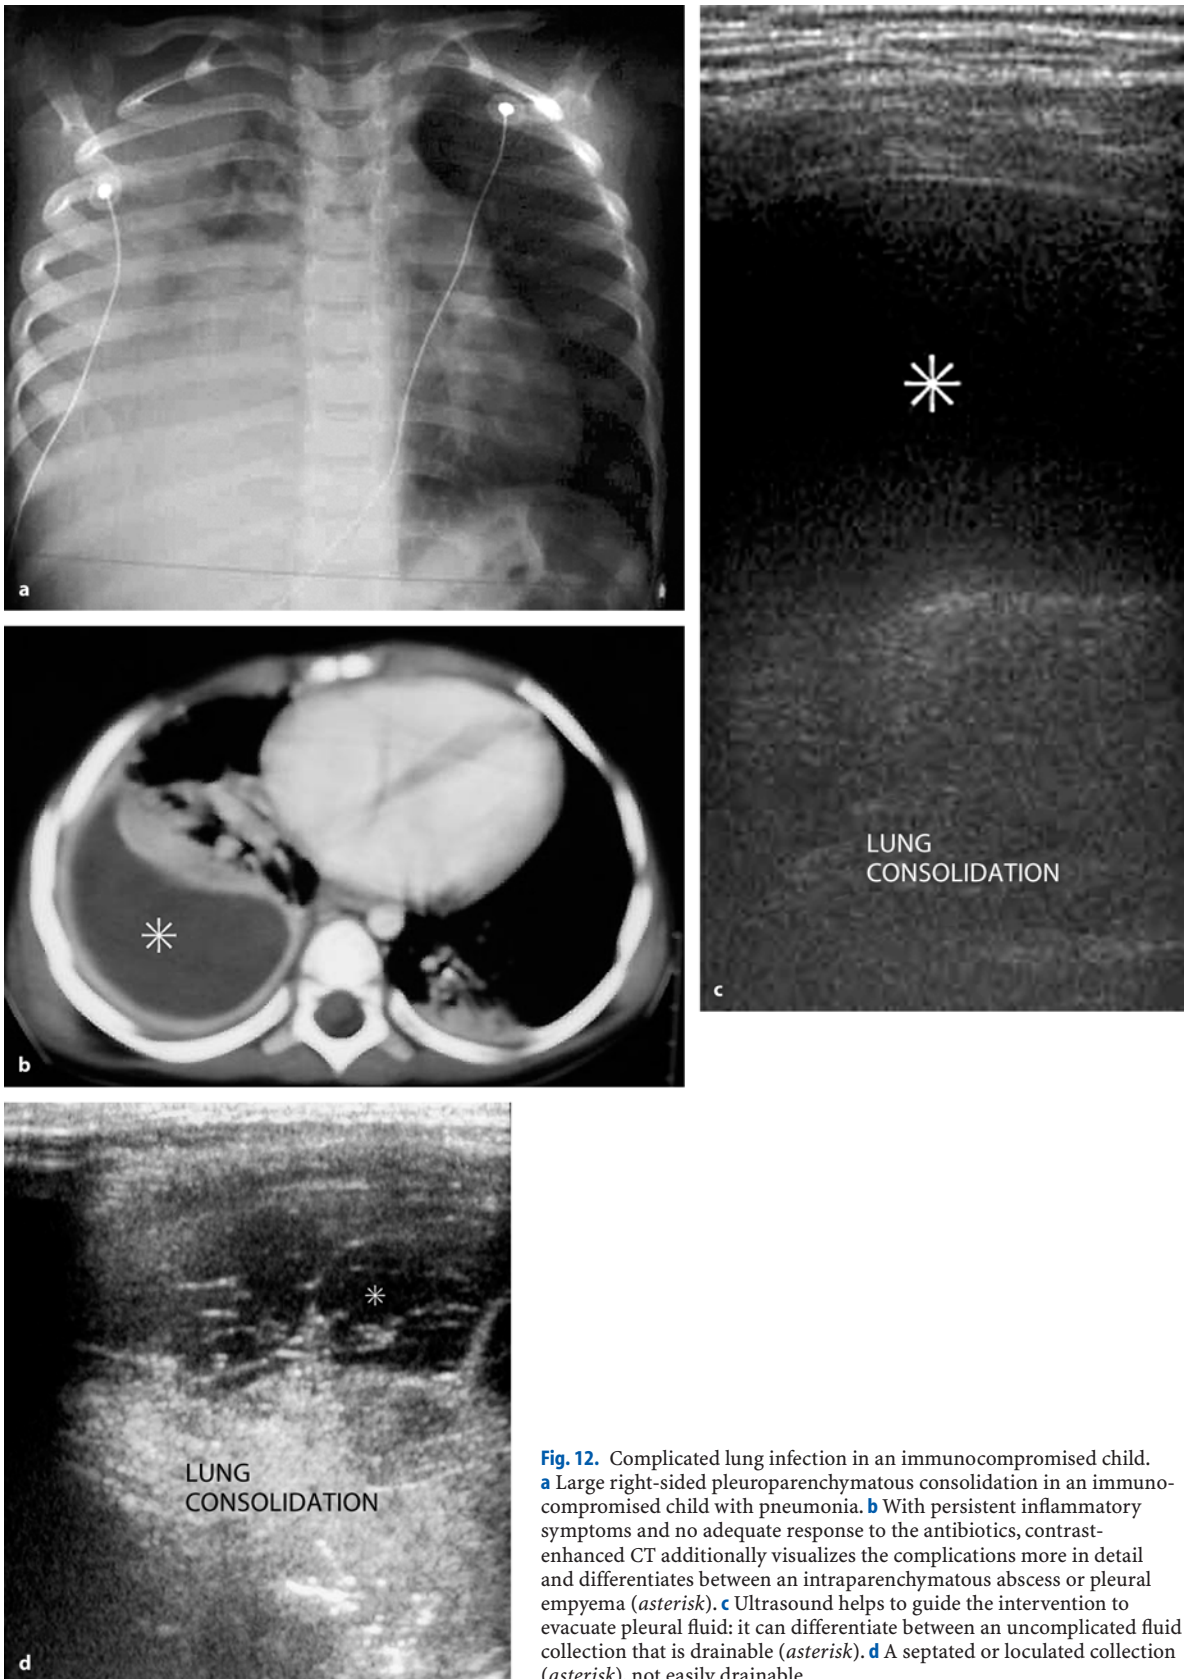 a
c
LUNG
CONSOLIDATION
b
LUNG
CONSOLIDATION
d
Fig. 12. Complicated lung infection in an immunocompromised child.
a Large right-sided pleuroparenchymatous consolidation in an immuno-
compromised child with pneumonia. b With persistent inflammatory
symptoms and no adequate response to the antibiotics, contrast-
enhanced CT additionally visualizes the complications more in detail
and differentiates between an intraparenchymatous abscess or pleural
empyema (asterisk). c Ultrasound helps to guide the intervention to
evacuate pleural fluid: it can differentiate between an uncomplicated fluid
collection that is drainable (asterisk). d A septated or loculated collection
(asterisk), not easily drainable